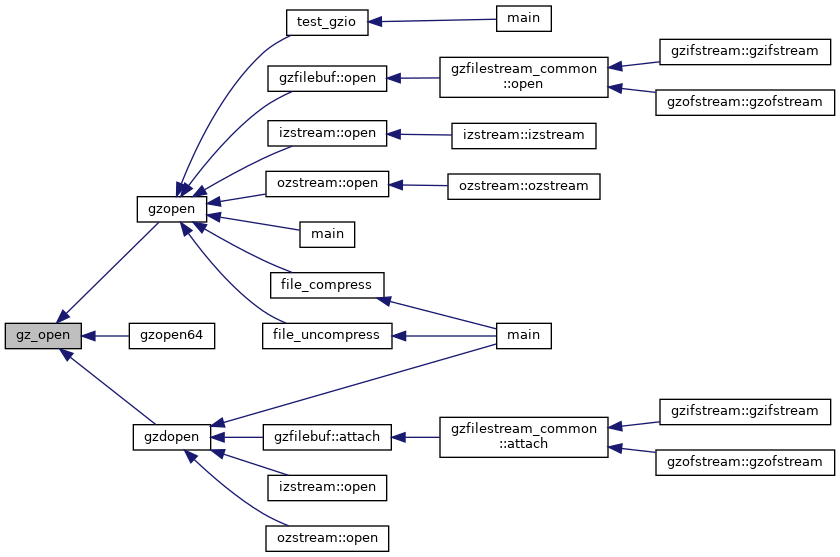 test_gzio
main
gzifstream::gzifstream
gzfilebuf::open
gzfilestream_common
::open
gzofstream::gzofstream
izstream::open
izstream::izstream
ozstream::open
ozstream::ozstream
gzopen
main
file_compress
gz_open
gzopen64
file_uncompress
main
gzifstream::gzifstream
gzdopen
gzfilebuf::attach
gzfilestream_common
::attach
gzofstream::gzofstream
izstream::open
ozstream::open